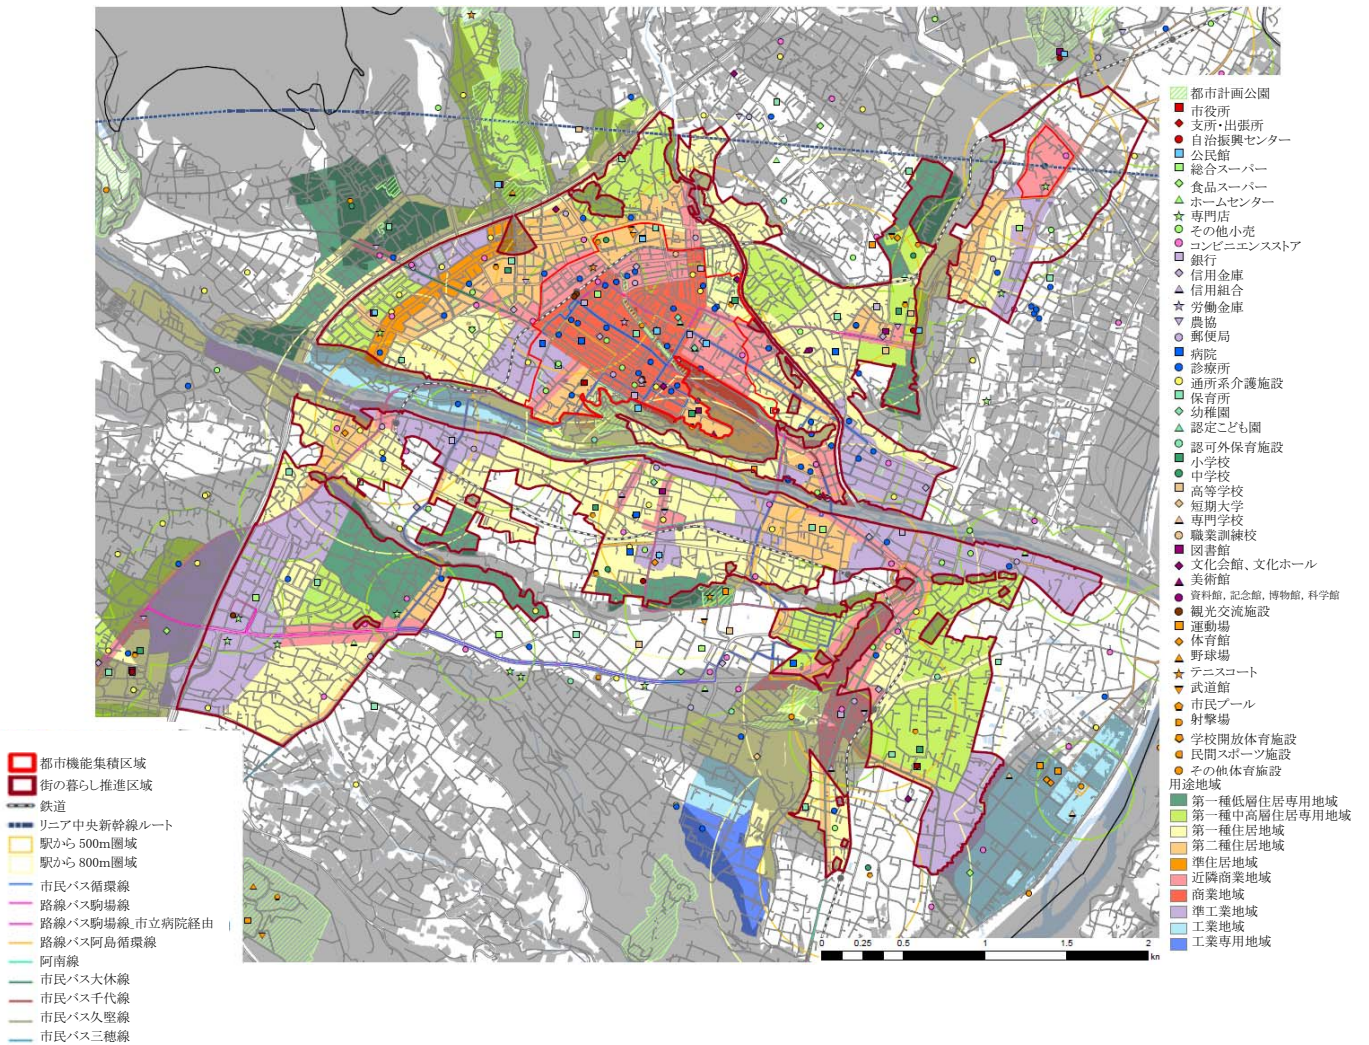 都市計画公園
市役所
支所・出張所
自治振興センター
公民館
総合スーパー
食品スーパー
ホームセンター
専門店
その他小売
コンビニエンスストア
銀行
信用金庫
信用組合
労働金庫
農協
郵便局
病院
診療所
通所系介護施設
保育所
幼稚園
認定こども園
認可外保育施設
小学校
中学校
高等学校
短期大学
専門学校
職業訓練校
図書館
文化会館、文化ホール
美術館
資料館, 記念館, 博物館, 科学館
観光交流施設
運動場
体育館
野球場
テニスコート
武道館
市民プール
射撃場
学校開放体育施設
民間スポーツ施設
その他体育施設
用途地域
第一種低層住居専用地域
第一種中高層住居専用地域
第一種住居地域
第二種住居地域
準住居地域
近隣商業地域
商業地域
準工業地域
工業地域
工業専用地域
都市機能集積区域
街の暮らし推進区域
鉄道
リニア中央新幹線ルート
駅から 500m圏域
駅から 800m圏域
市民バス循環線
路線バス駒場線
路線バス駒場線_市立病院経由
路線バス阿島循環線
阿南線
市民バス大休線
市民バス千代線
市民バス久堅線
市民バス三穂線
0 0.25 0.5 1 1.5 2
km